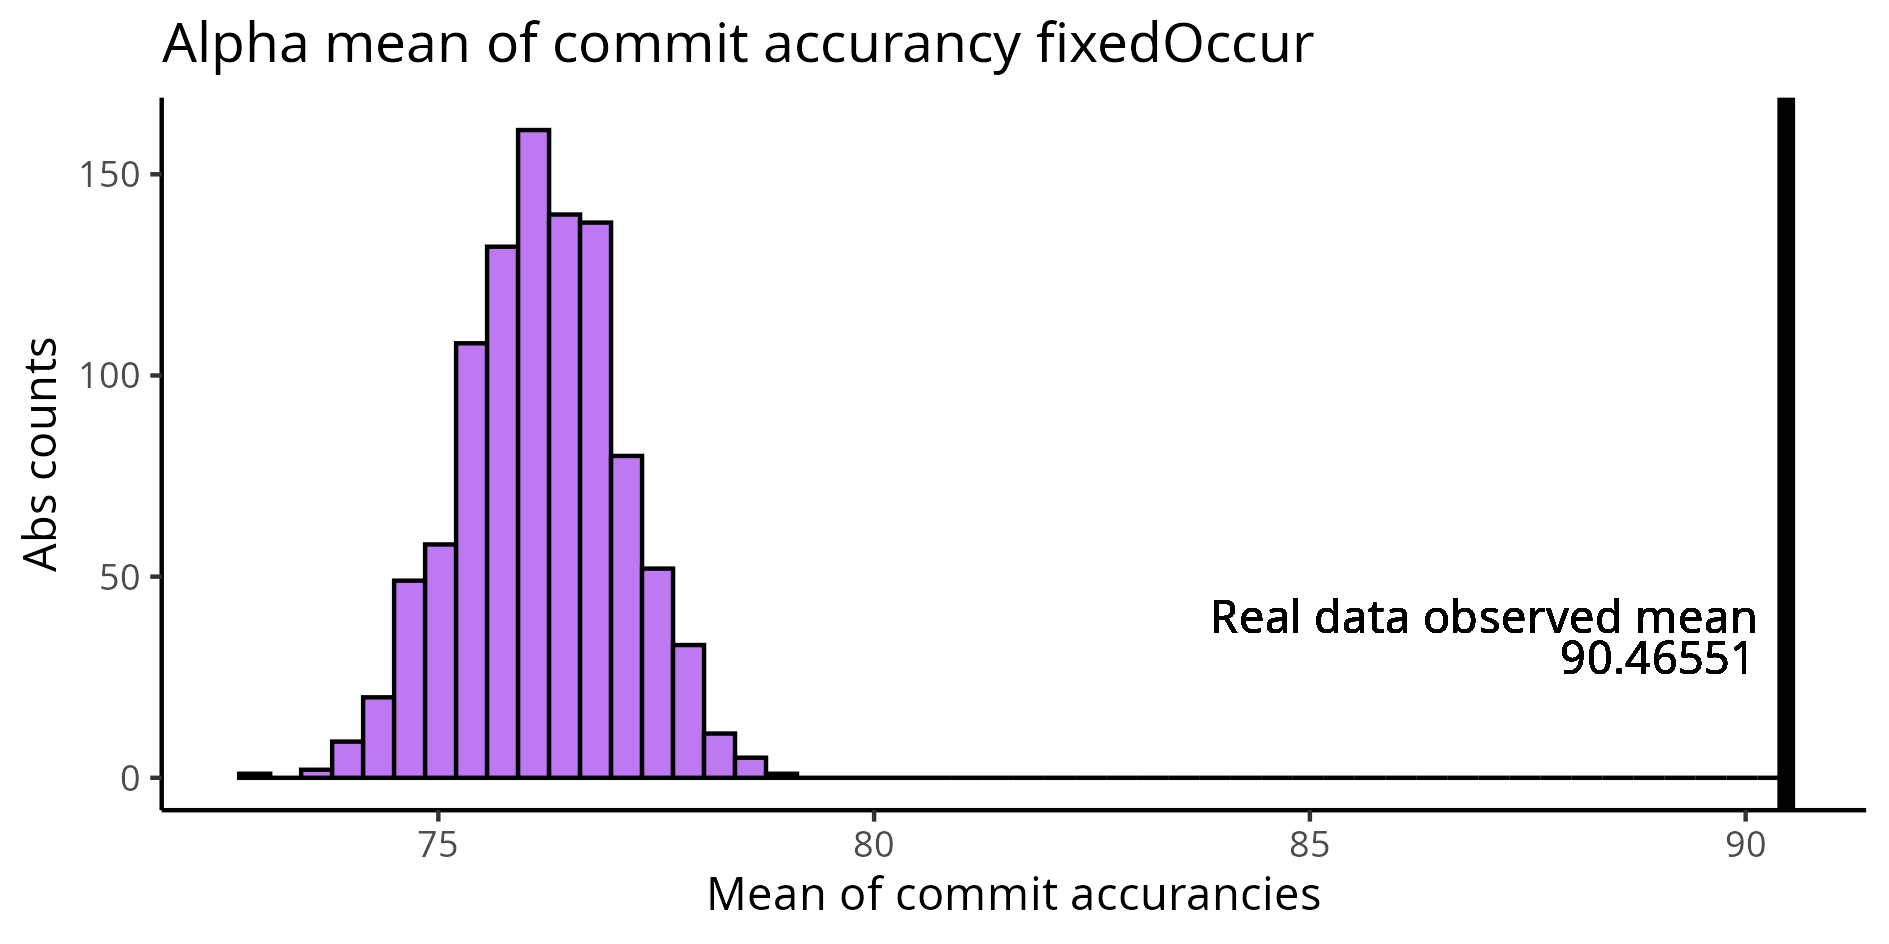 Alpha mean of commit accurancy fixedOccur
150
100
50
0
Abs counts
Real data observed mean
90.46551
75 80 85 90
Mean of commit accurancies